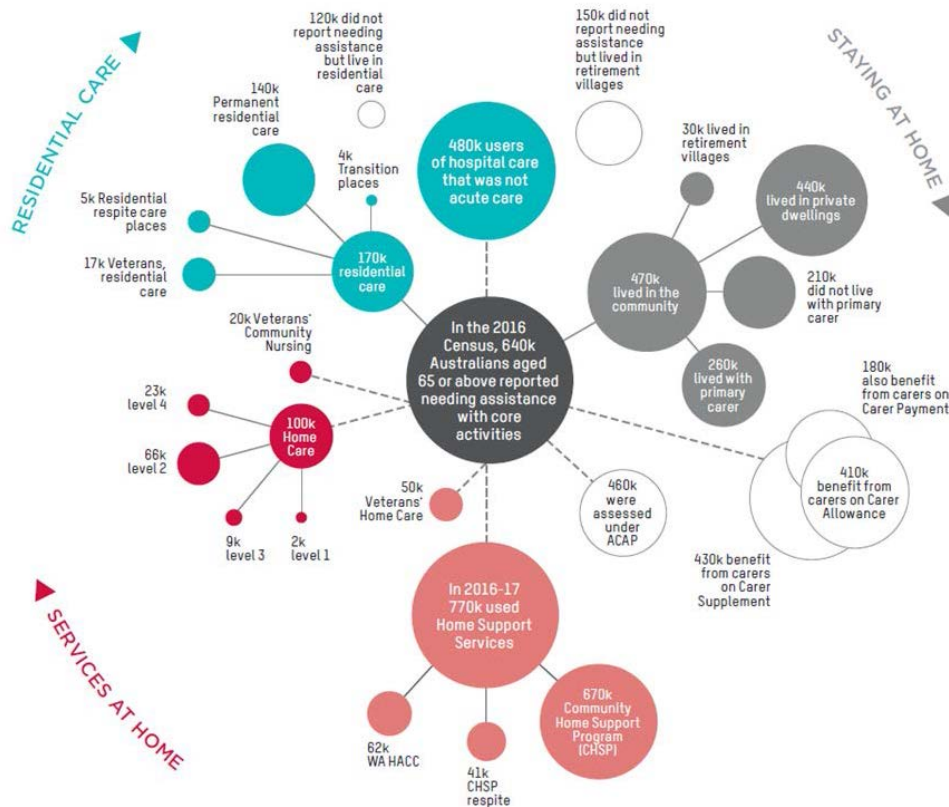 RESIDENTIAL CARE
STAYING AT HOME
SERVICES AT HOME
120k did not
report needing
assistance
but live in
residential
care
140k
Permanent
residential
care
4k
Transition
places
5k Residential
respite care
places
17k Veterans,
residential
care
170k
residential
care
480k users
of hospital care
that was not
acute care
150k did not
report needing
assistance
but lived in
retirement
villages
30k lived in
retirement
villages
440k
lived in private
dwellings
470k
lived in the
community
210k
did not live
with primary
carer
260k
lived with
primary
carer
In the 2016
Census, 640k
Australians aged
65 or above reported
needing assistance
with core
activities
20k Veterans'
Community
Nursing
23k
level 4
100k
Home
Care
66k
level 2
9k
level 3
2k
level 1
50k
Veterans'
Home Care
460k
were
assessed
under
ACAP
180k
also benefit
from carers on
Carer Payment
410k
benefit from
carers on Carer
Allowance
430k benefit
from carers
on Carer
Supplement
In 2016-17
770k used
Home Support
Services
62k
WA HACC
41k
CHSP
respite
670k
Community
Home Support
Program
(CHSP)